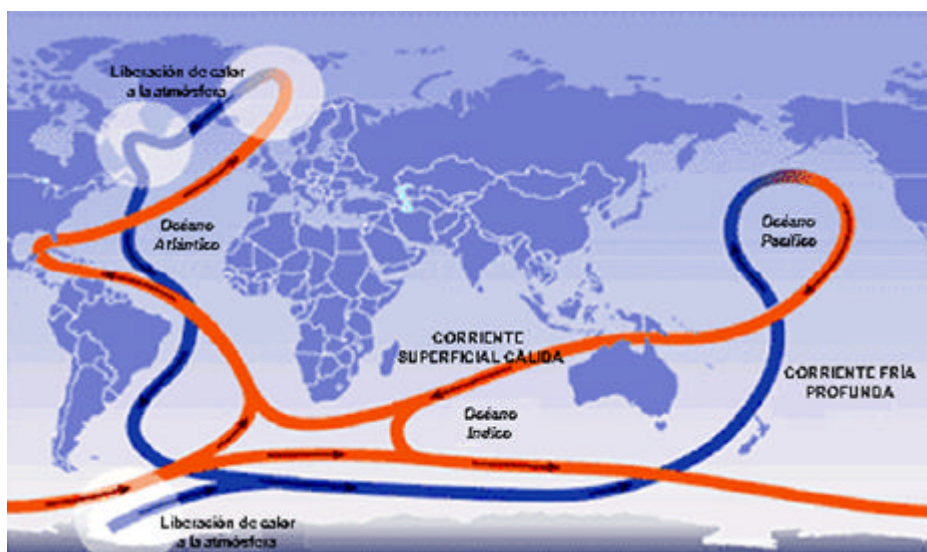 Liberación de calor
a la atmósfera
Océano
Atlántico
Océano
Pacífico
CORRIENTE
SUPERFICIAL CÁLIDA
CORRIENTE FRÍA
PROFUNDA
Océano
Indico
Liberación de calor
a la atmósfera